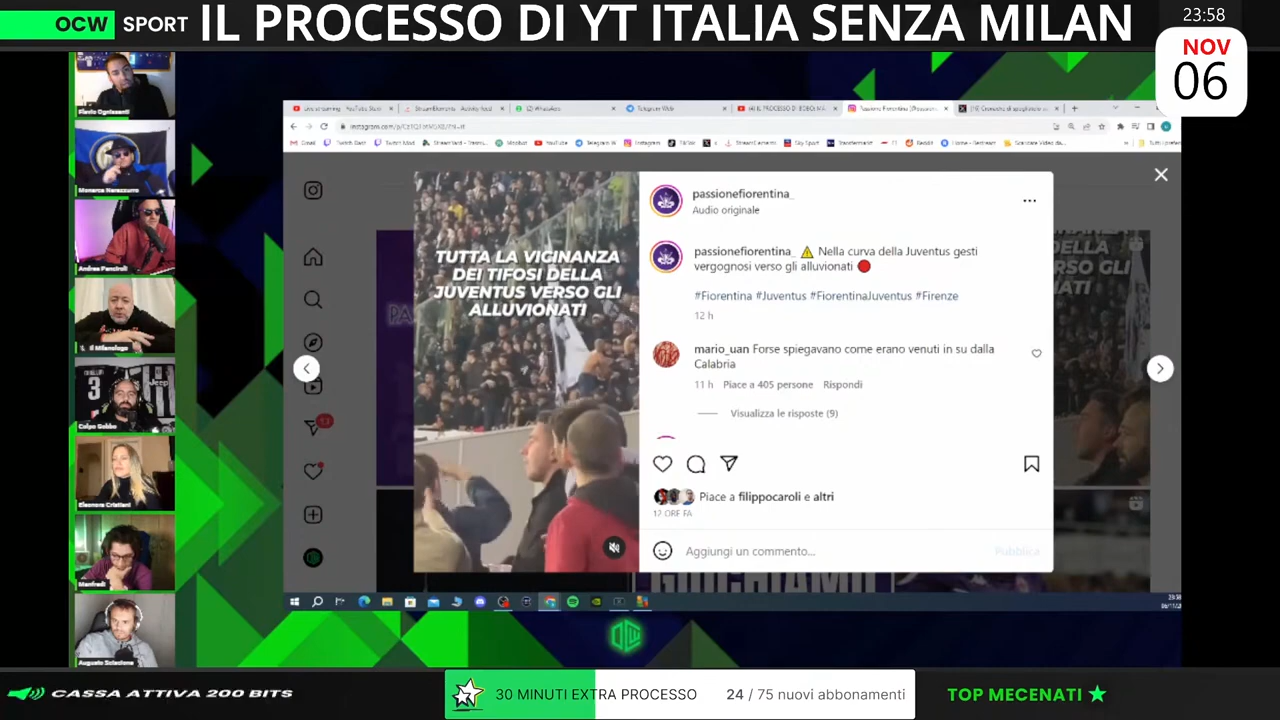 OCW SPORT IL PROCESSO DI YT ITALIA SENZA MILAN
23:58
NOV
06
Flavio Ognissanti
Monarca Nerazzurro
Andrea Panciroli
Il Milanologo
Colpo Gobbo
Eleonora Cristiani
Manfredi
Augusto Sciscione
TUTTA LA VIGINANZA
DEI TIFOSI DELLA
JUVENTUS VERSO GLI
ALLUVIONATI
passionefiorentina_
Audio originale
passionefiorentina_ ⚠️ Nella curva della Juventus gesti
vergognosi verso gli alluvionati 🔴
#Fiorentina #Juventus #FiorentinaJuventus #Firenze
12 h
mario_uan Forse spiegavano come erano venuti in su dalla
Calabria
11 h Piace a 405 persone Rispondi
Visualizza le risposte (9)
Piace a filippocaroli e altri
12 ORE FA
Aggiungi un commento...
Pubblica
CASSA ATTIVA 200 BITS
30 MINUTI EXTRA PROCESSO 24 / 75 nuovi abbonamenti
TOP MECENATI